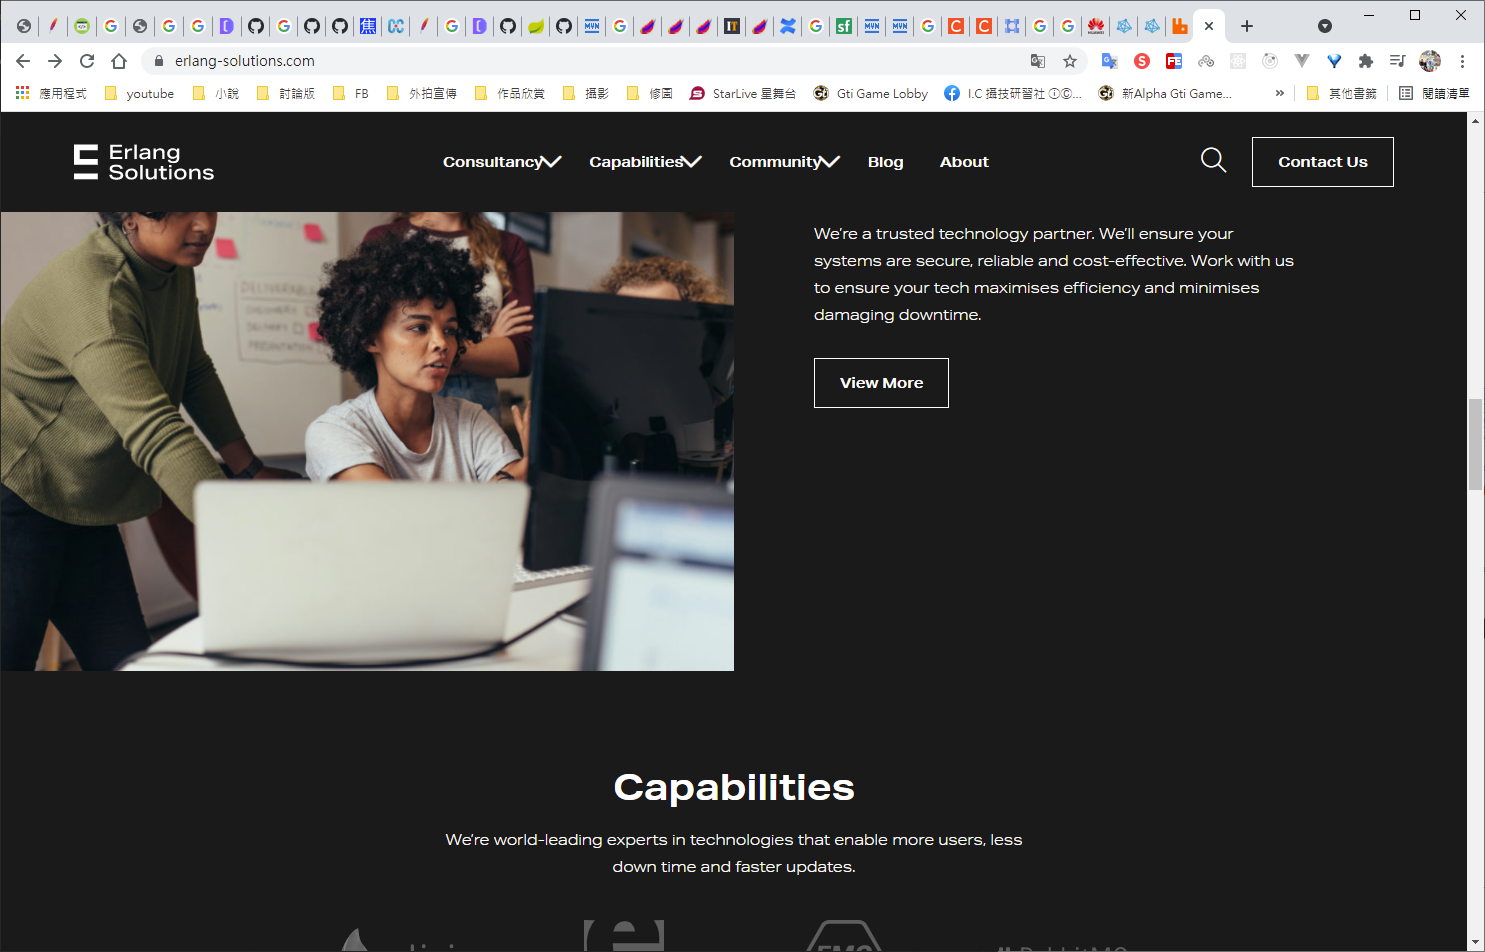 erlang-solutions.com
應用程式
youtube
小說
討論版
FB
外拍宣傳
作品欣賞
攝影
修圖
StarLive 星舞台
Gti Game Lobby
I.C 攝技研習社 ⓘⒸ...
新Alpha Gti Game...
其他書籤
閱讀清單
Erlang
Solutions
Consultancy
Capabilities
Community
Blog
About
Contact Us
We're a trusted technology partner. We'll ensure your
systems are secure, reliable and cost-effective. Work with us
to ensure your tech maximises efficiency and minimises
damaging downtime.
View More
DELIVERABLE
DELIVERY
PRESENTATION
Capabilities
We're world-leading experts in technologies that enable more users, less
down time and faster updates.